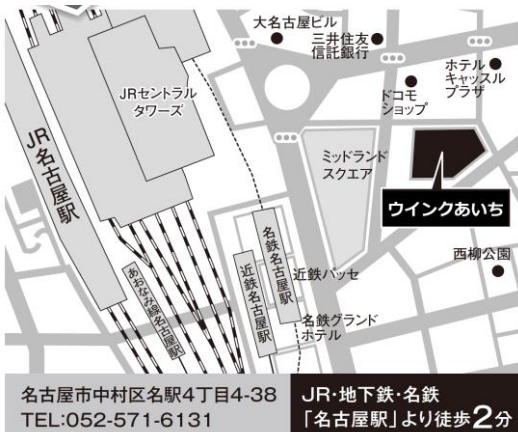 大名古屋ビル
三井住友
信託銀行
JRセントラル
タワーズ
ドコモ
ショップ
ホテル
キャッスル
プラザ
JR名古屋駅
ミッドランド
スクエア
ウインクあいち
あおなみ線名古屋駅
近鉄名古屋駅
名鉄名古屋駅
近鉄パッセ
西柳公園
名鉄グランド
ホテル
名古屋市中村区名駅4丁目4-38
TEL:052-571-6131
JR・地下鉄・名鉄
「名古屋駅」より徒歩2分